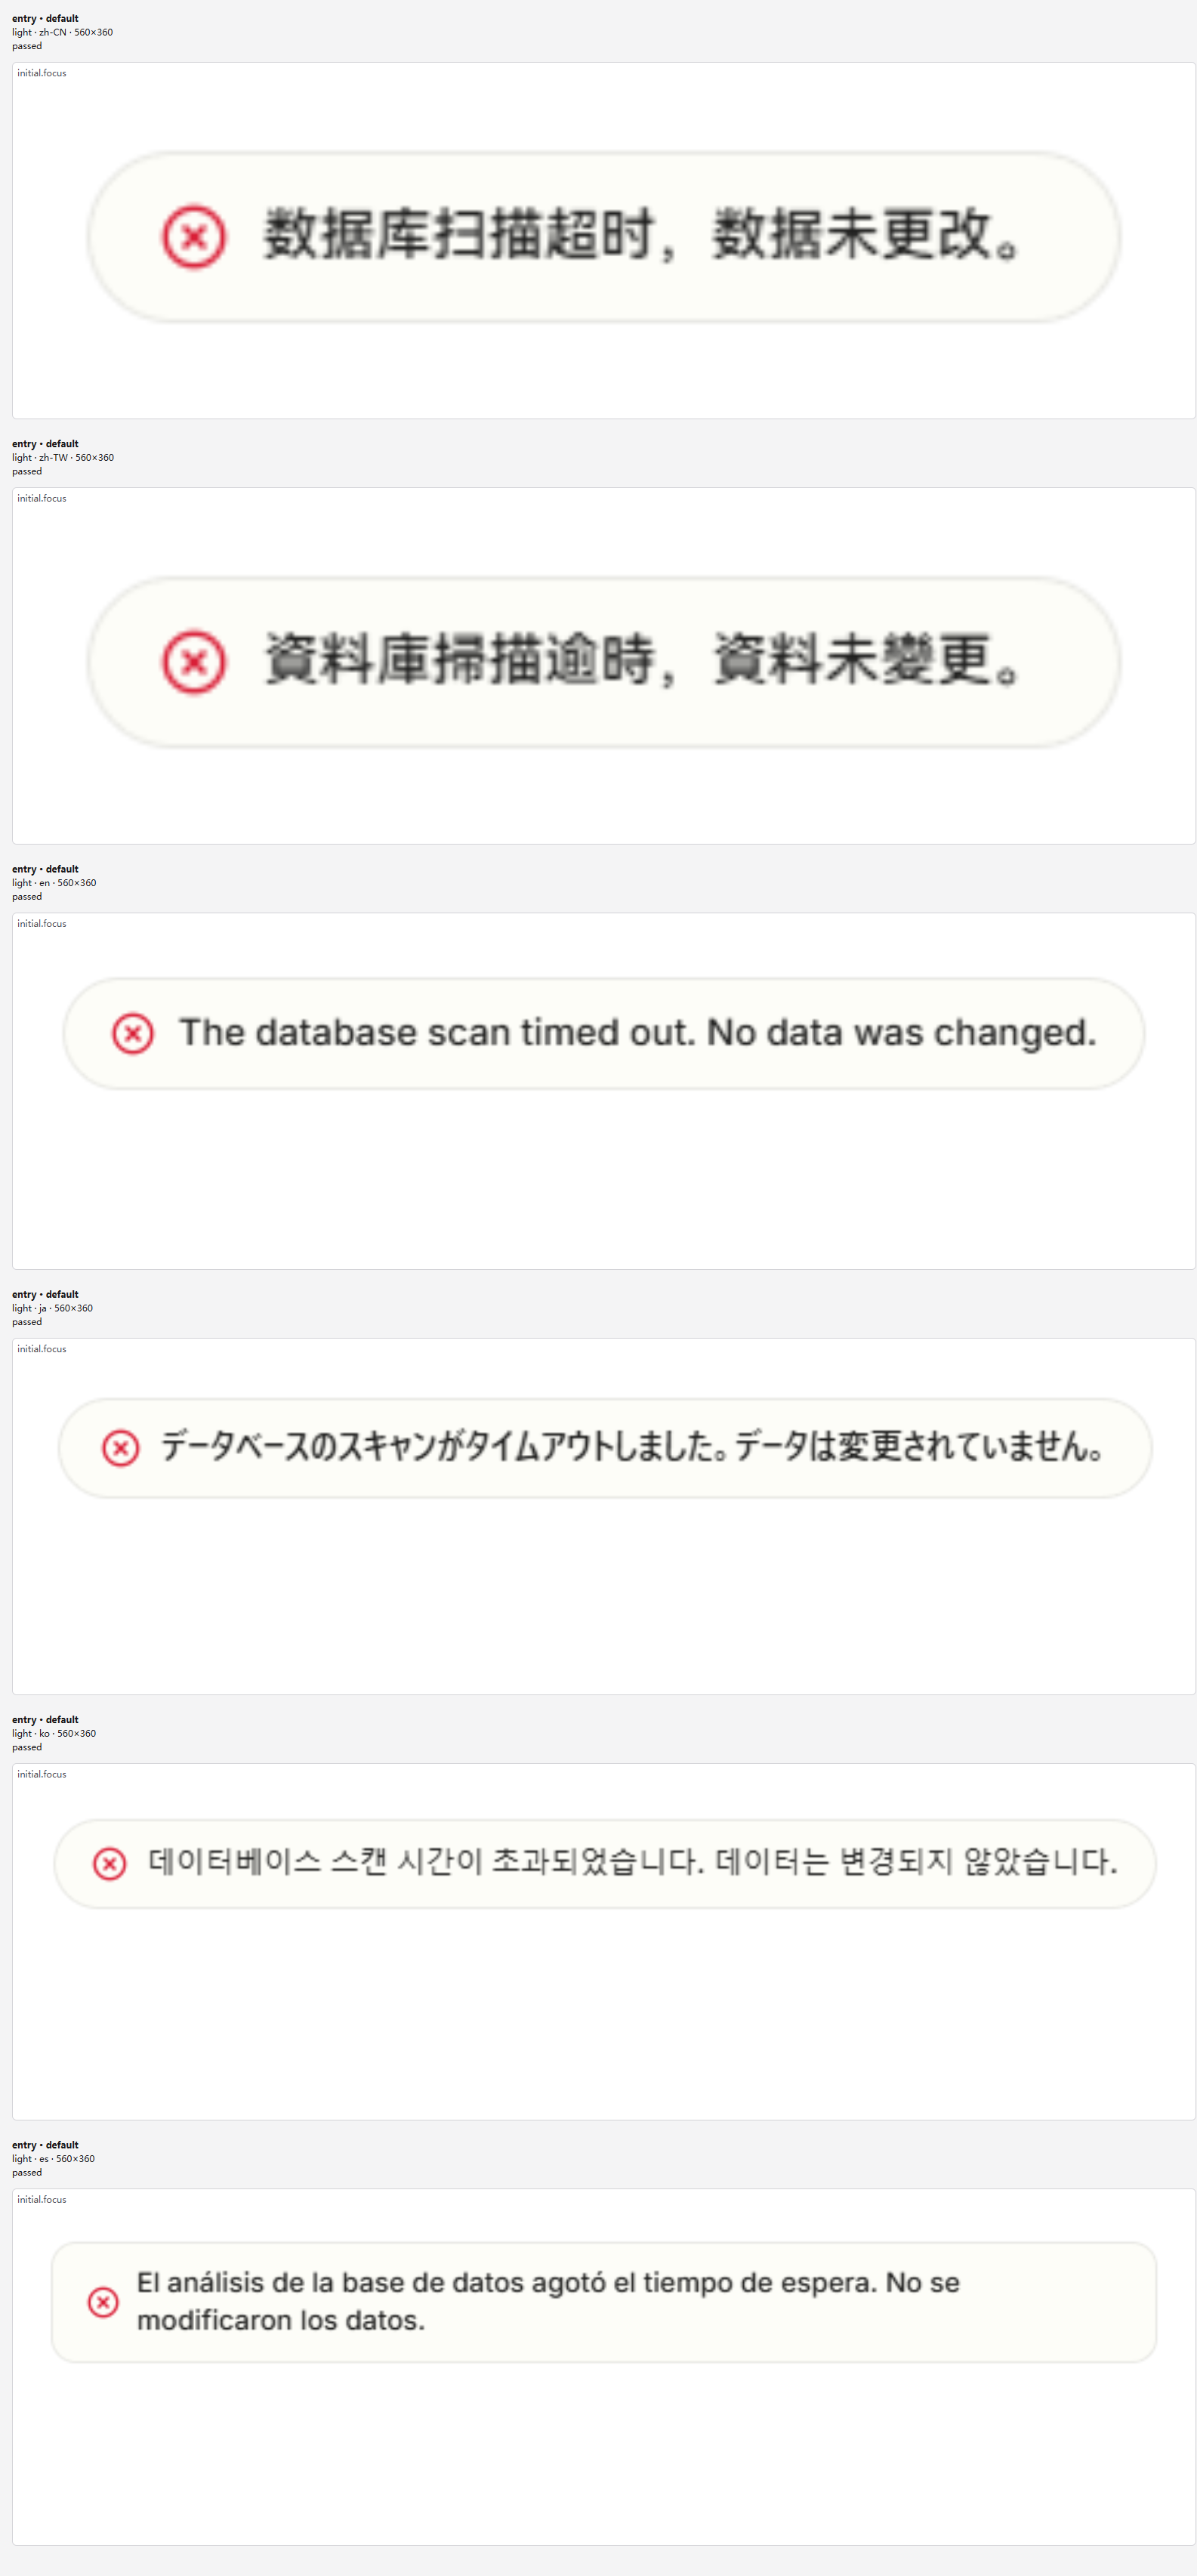 entry • default
light · zh-CN · 560×360
passed
initial.focus
数据库扫描超时，数据未更改。
entry • default
light · zh-TW · 560×360
passed
initial.focus
資料庫掃描逾時，資料未變更。
entry • default
light · en · 560×360
passed
initial.focus
The database scan timed out. No data was changed.
entry • default
light · ja · 560×360
passed
initial.focus
データベースのスキャンがタイムアウトしました。データは変更されていません。
entry • default
light · ko · 560×360
passed
initial.focus
데이터베이스 스캔 시간이 초과되었습니다. 데이터는 변경되지 않았습니다.
entry • default
light · es · 560×360
passed
initial.focus
El análisis de la base de datos agotó el tiempo de espera. No se
modificaron los datos.